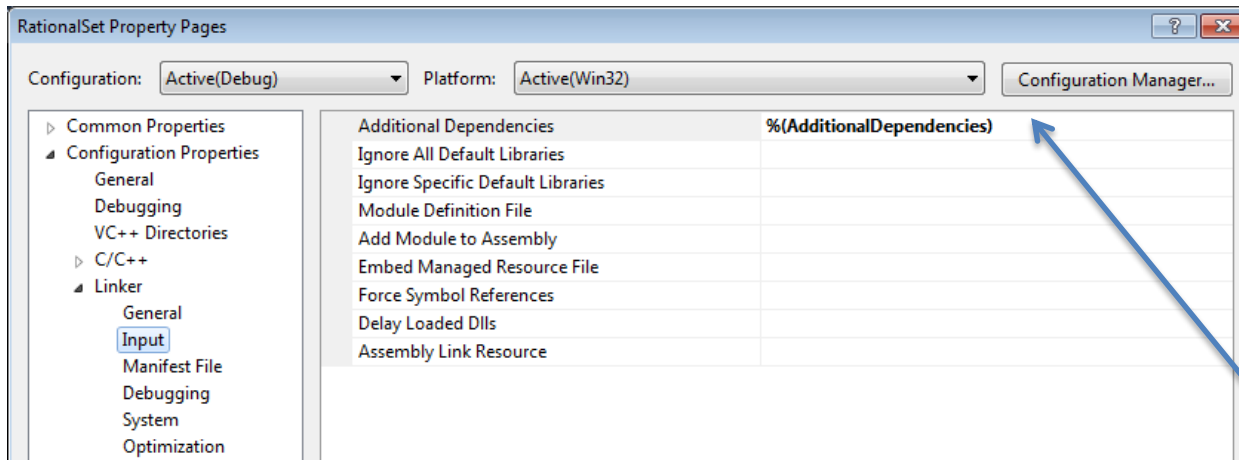 RationalSet Property Pages
Configuration: Active(Debug) Platform: Active(Win32) Configuration Manager...
Common Properties
Configuration Properties
General
Debugging
VC++ Directories
C/C++
Linker
General
Input
Manifest File
Debugging
System
Optimization
Additional Dependencies %(AdditionalDependencies)
Ignore All Default Libraries
Ignore Specific Default Libraries
Module Definition File
Add Module to Assembly
Embed Managed Resource File
Force Symbol References
Delay Loaded Dlls
Assembly Link Resource